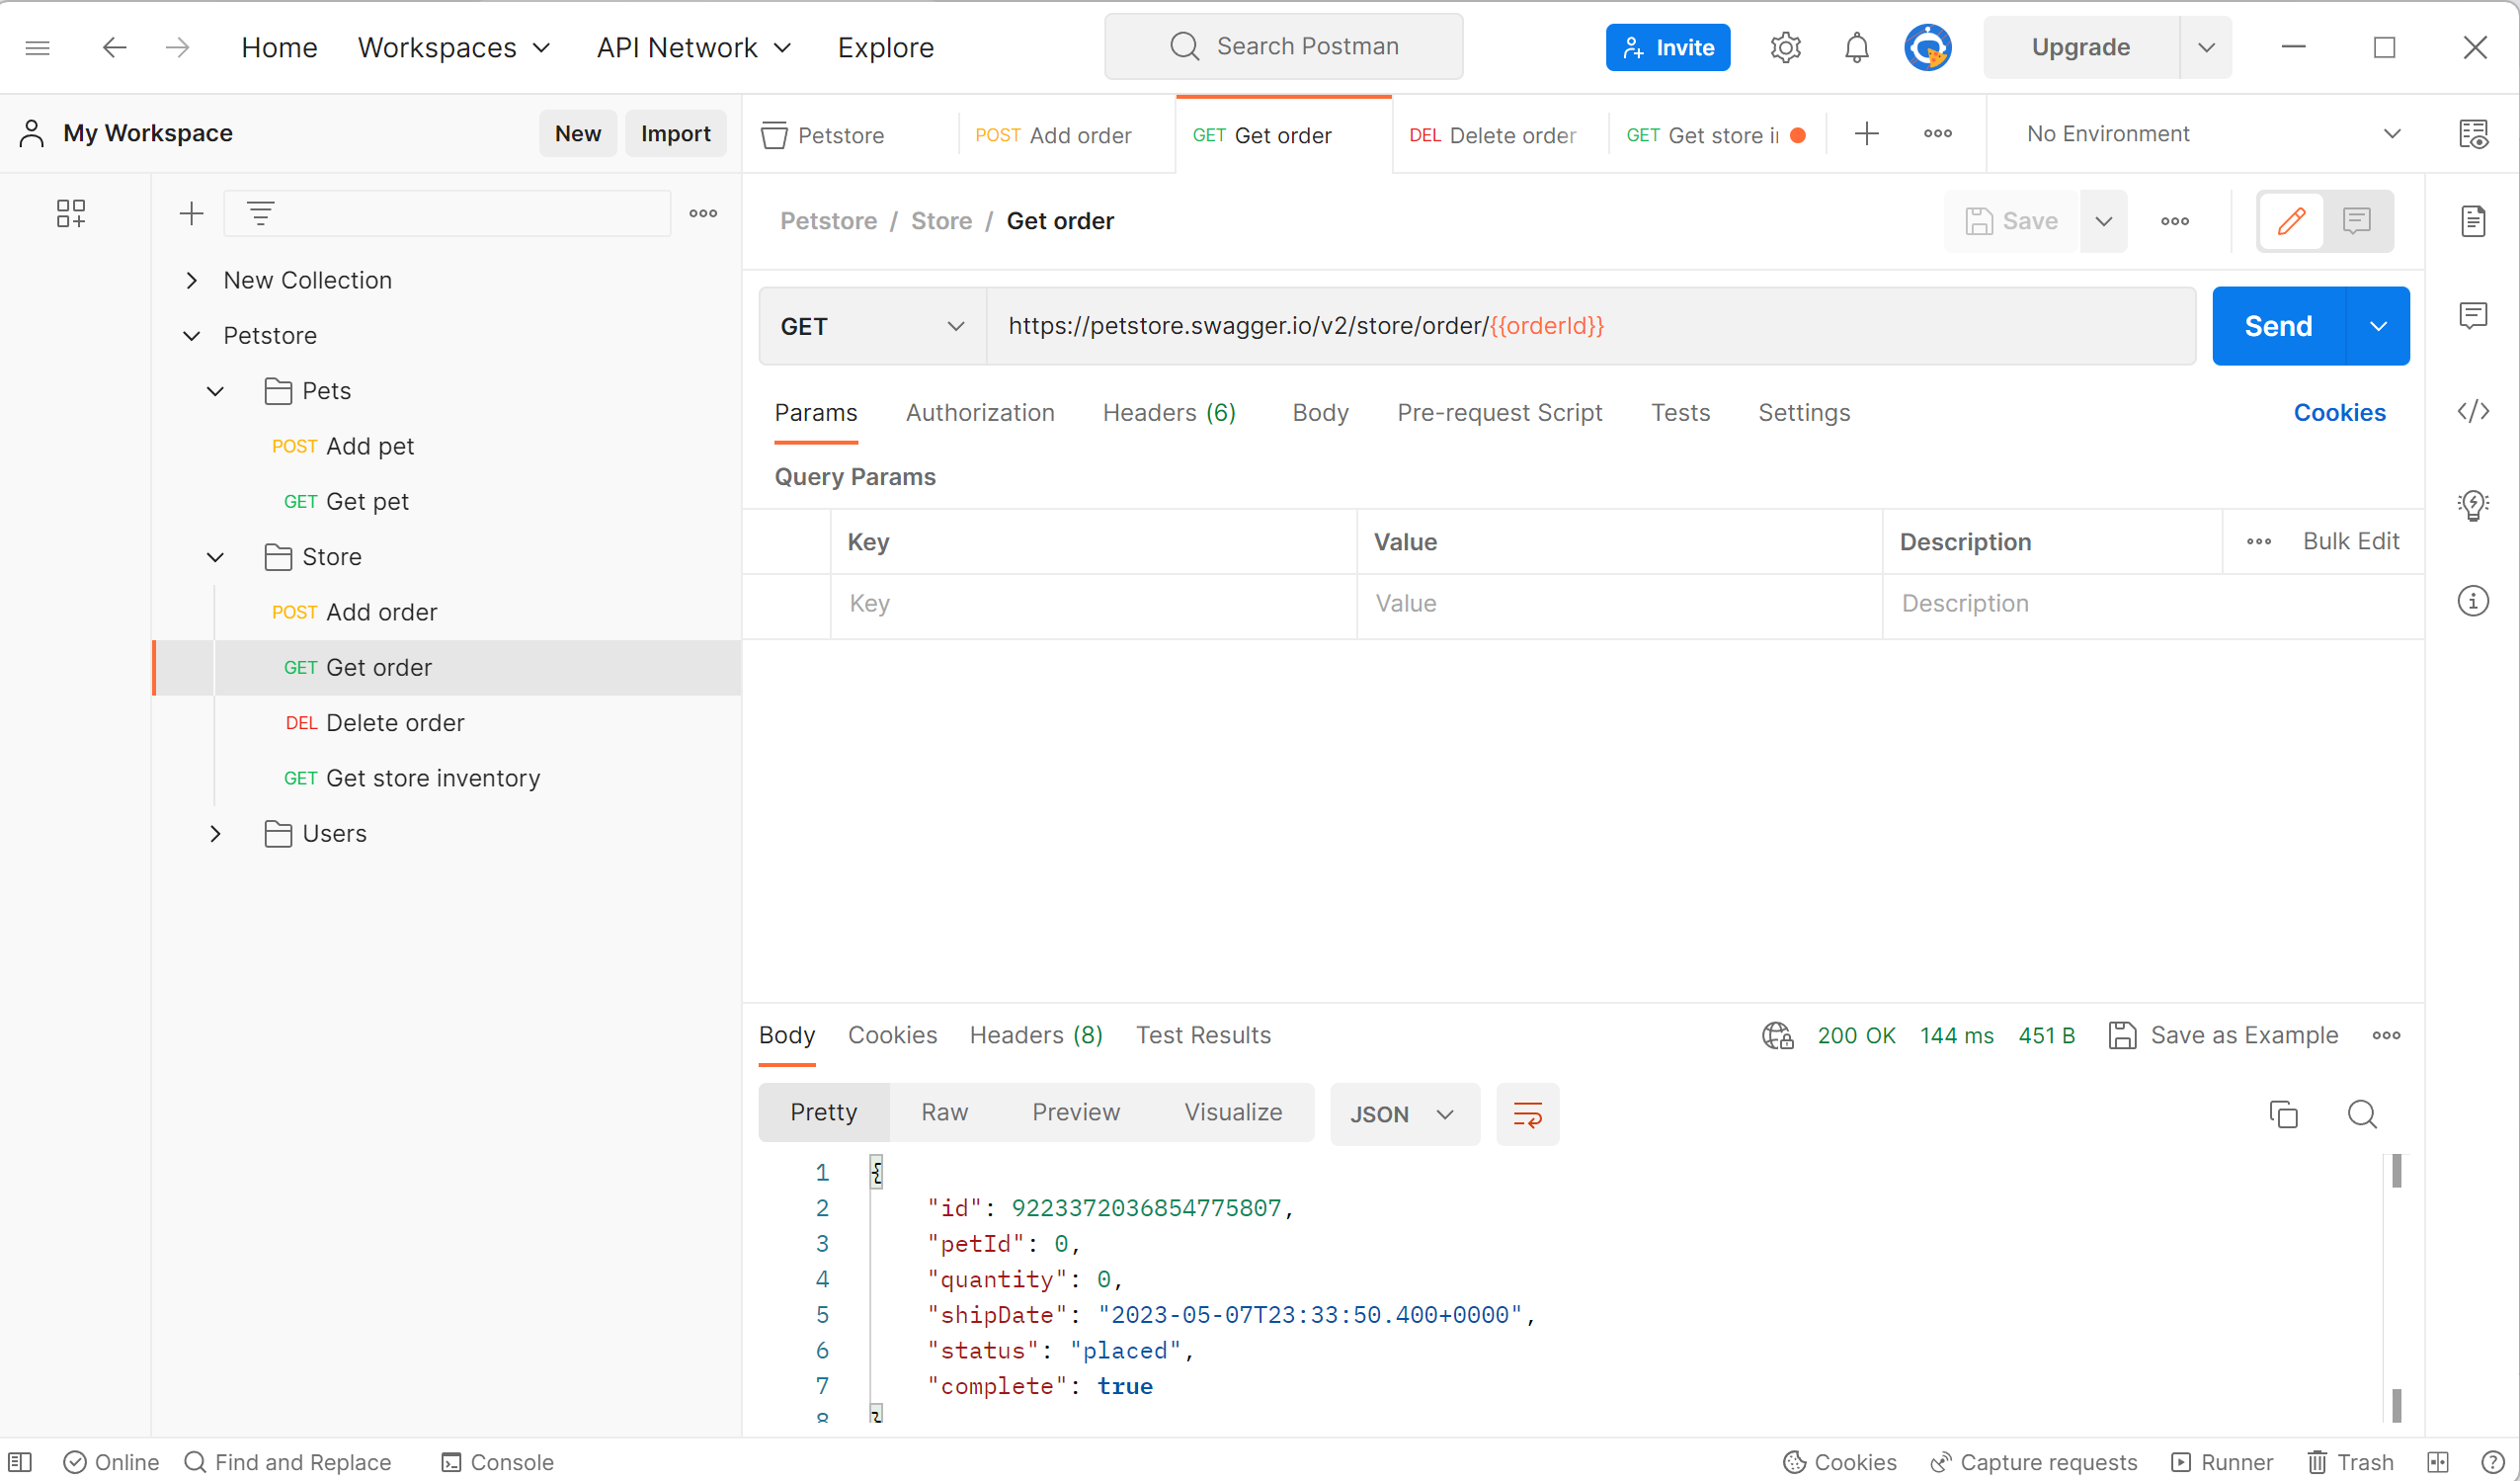 Home Workspaces API Network Explore Search Postman Invite Upgrade
My Workspace New Import
Petstore POST Add order GET Get order DEL Delete order GET Get store i No Environment
New Collection
Petstore
Pets
POST Add pet
GET Get pet
Store
POST Add order
GET Get order
DEL Delete order
GET Get store inventory
Users
Petstore / Store / Get order Save
GET https://petstore.swagger.io/v2/store/order/{{orderId}} Send
Params Authorization Headers (6) Body Pre-request Script Tests Settings Cookies
Query Params
Key Value Description Bulk Edit
Key Value Description
Body Cookies Headers (8) Test Results 200 OK 144 ms 451 B Save as Example
Pretty Raw Preview Visualize JSON
1 {
2 "id": 9223372036854775807,
3 "petId": 0,
4 "quantity": 0,
5 "shipDate": "2023-05-07T23:33:50.400+0000",
6 "status": "placed",
7 "complete": true
8 }
Online Find and Replace Console Cookies Capture requests Runner Trash